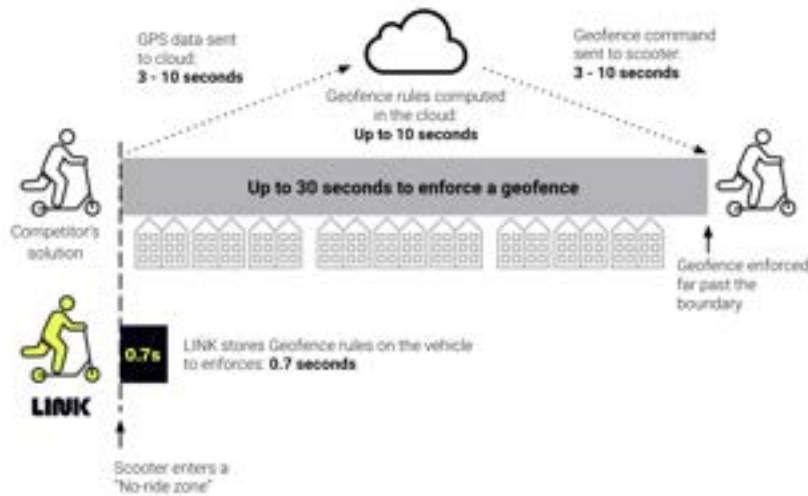 GPS data sent
to cloud:
3 - 10 seconds
Geofence command
sent to scooter:
3 - 10 seconds
Geofence rules computed
in the cloud:
Up to 10 seconds
Up to 30 seconds to enforce a geofence
Competitor's
solution
Geofence enforced
far past the
boundary
0.7s
LINK stores Geofence rules on the vehicle
to enforces: 0.7 seconds
LINK
Scooter enters a
"No-ride zone"